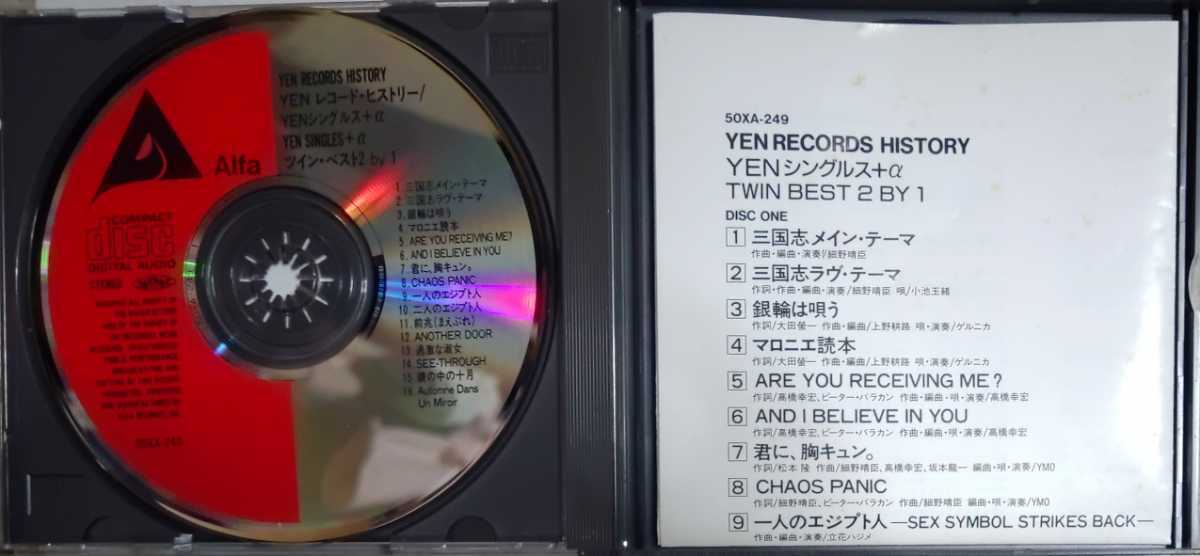 Alfa
COMPACT
disc
DIGITAL AUDIO
STEREO
50XA-249
YEN RECORDS HISTORY
YEN レコード・ヒストリー/
YENシングルス+α
YEN SINGLES+α
ツイン・ベスト2 by 1
1 三国志メイン・テーマ
2 三国志ラヴ・テーマ
3 銀輪は唄う
4 マロニエ読本
5 ARE YOU RECEIVING ME?
6 AND I BELIEVE IN YOU
7 君に、胸キュン。
8 CHAOS PANIC
9 一人のエジプト人
10 二人のエジプト人
11 前兆(まえぶれ)
12 ANOTHER DOOR
13 過激な淑女
14 SEE-THROUGH
15 鏡の中の十月
16 Automne Dans
Un Miroir
50XA-249
YEN RECORDS HISTORY
YENシングルス+α
TWIN BEST 2 BY 1
DISC ONE
1 三国志メイン・テーマ
作曲・編曲・演奏/細野晴臣
2 三国志ラヴ・テーマ
作詞・作曲・編曲・演奏/細野晴臣 唄/小池玉緒
3 銀輪は唄う
作詞/太田螢一 作曲・編曲/上野耕路 唄・演奏/ゲルニカ
4 マロニエ読本
作詞/太田螢一 作曲・編曲/上野耕路 唄・演奏/ゲルニカ
5 ARE YOU RECEIVING ME?
作詞/高橋幸宏、ピーター・バラカン 作曲・編曲・唄・演奏/高橋幸宏
6 AND I BELIEVE IN YOU
作詞/高橋幸宏、ピーター・バラカン 作曲・編曲・唄・演奏/高橋幸宏
7 君に、胸キュン。
作詞/松本 隆 作曲/細野晴臣、高橋幸宏、坂本龍一 編曲・唄・演奏/YMO
8 CHAOS PANIC
作詞/細野晴臣、ピーター・バラカン 作曲/細野晴臣 編曲・唄・演奏/YMO
9 一人のエジプト人 —SEX SYMBOL STRIKES BACK—
作曲・編曲・演奏/立花ハジメ